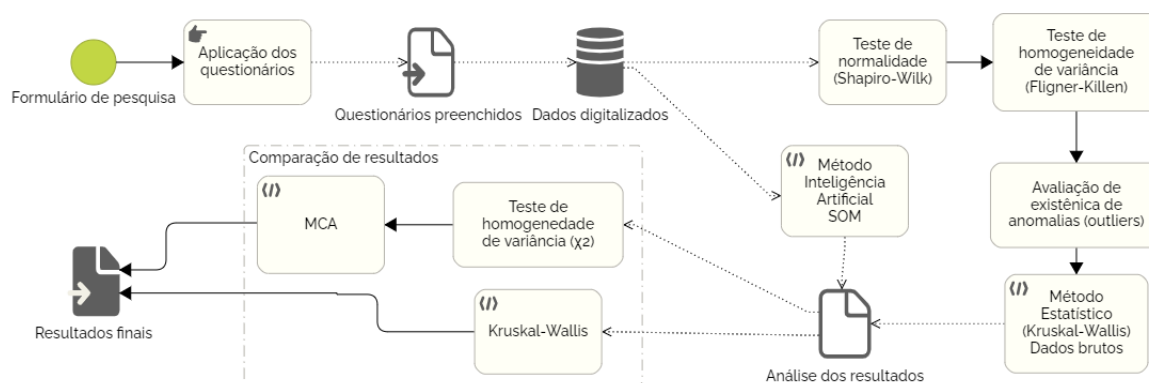 Formulário de pesquisa
Aplicação dos
questionários
Questionários preenchidos
Dados digitalizados
Teste de
normalidade
(Shapiro-Wilk)
Teste de
homogeneidade
de variância
(Fligner-Killen)
Avaliação de
existênica de
anomalias (outliers)
Método
Estatístico
(Kruskal-Wallis)
Dados brutos
Método
Inteligência
Artificial
SOM
Análise dos resultados
Comparação de resultados
Teste de
homogenedade
de variância (χ2)
MCA
Kruskal-Wallis
Resultados finais